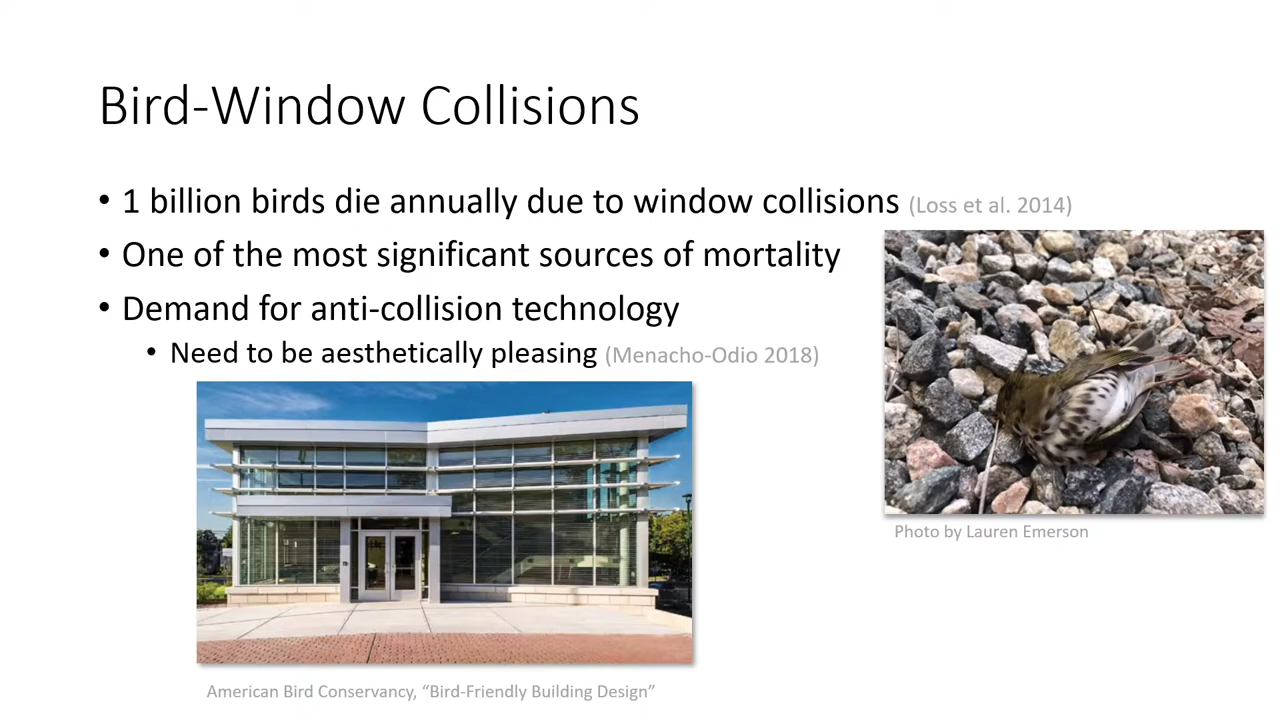 Bird-Window Collisions
• 1 billion birds die annually due to window collisions (Loss et al. 2014)
• One of the most significant sources of mortality
• Demand for anti-collision technology
• Need to be aesthetically pleasing (Menacho-Odio 2018)
Photo by Lauren Emerson
American Bird Conservancy, “Bird-Friendly Building Design”